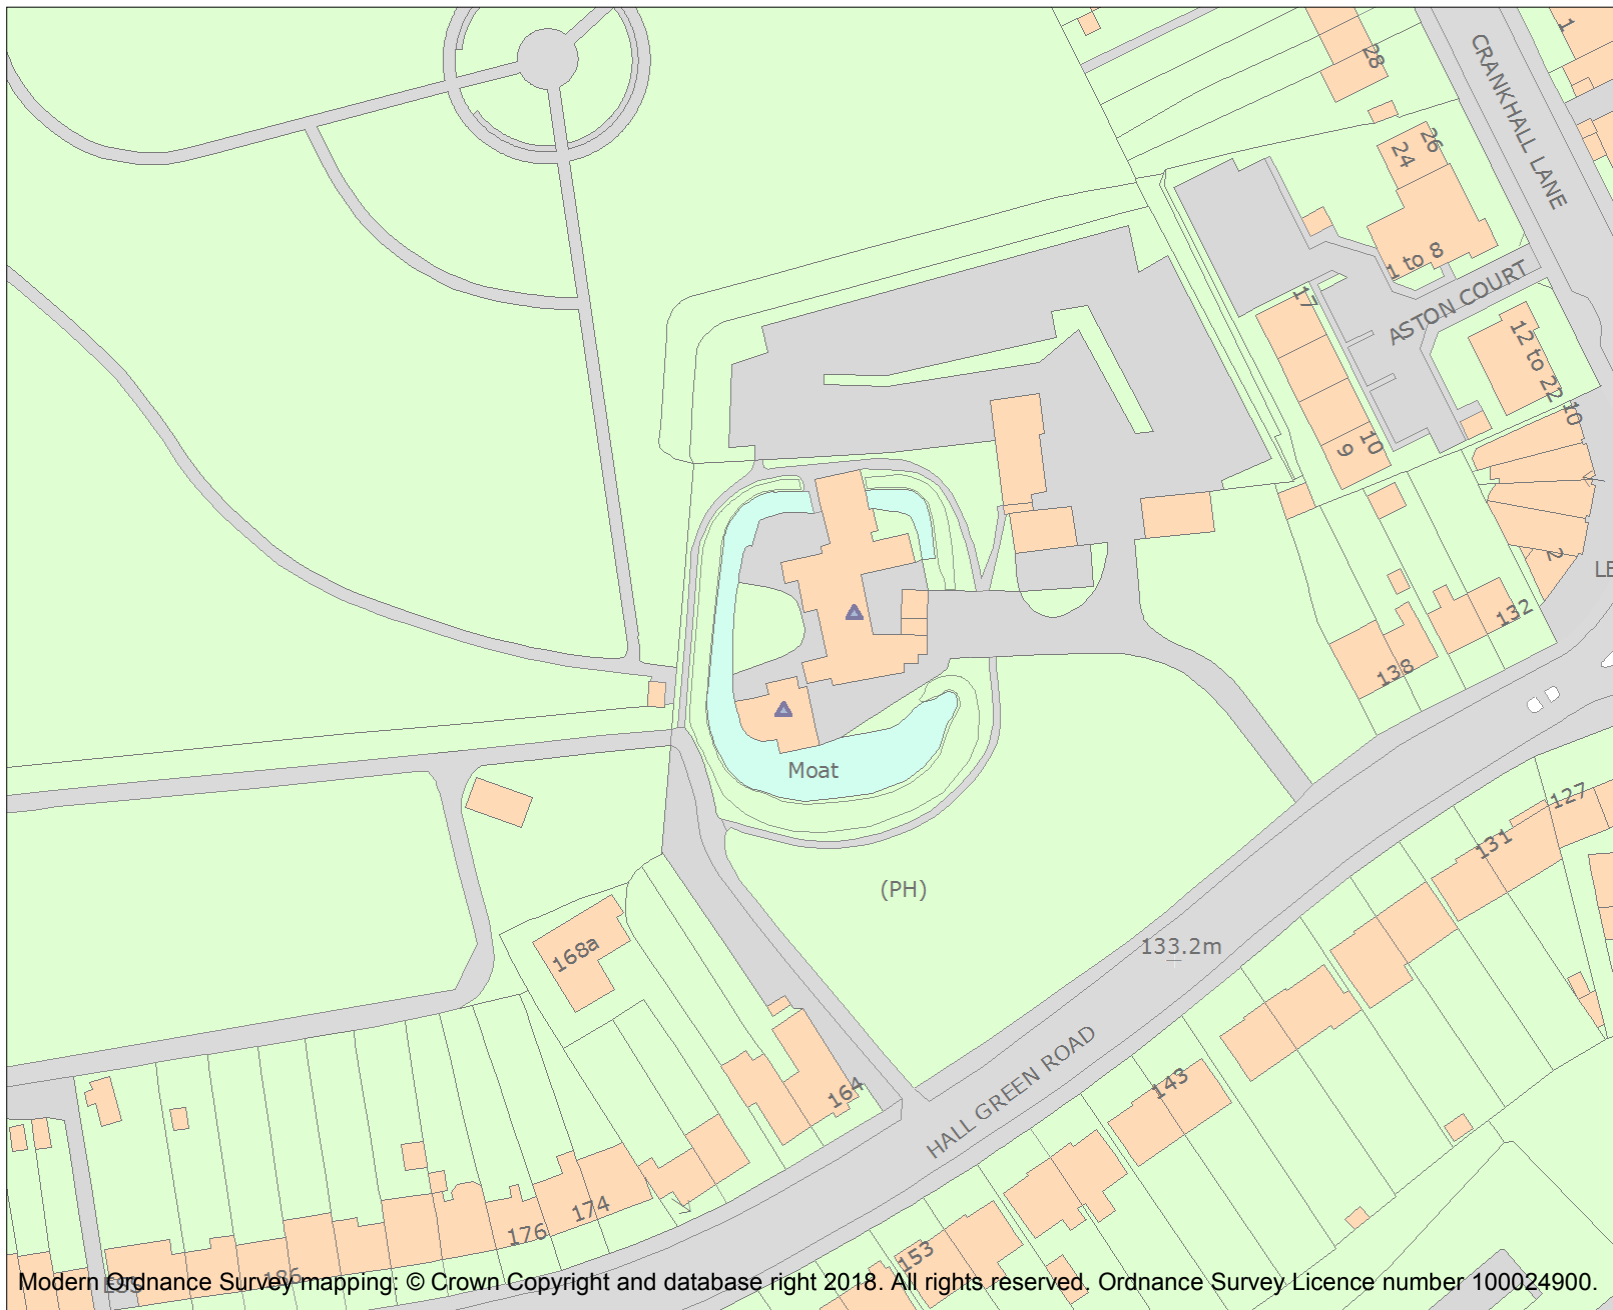 1
28
CRANKHALL LANE
26
24
1 to 8
17
ASTON COURT
12 to 22
10
10
9
2
LE
132
138
Moat
127
131
(PH)
168a
133.2m
HALL GREEN ROAD
143
164
174
176
153
186
ESS
Modern Ordnance Survey mapping: © Crown Copyright and database right 2018. All rights reserved. Ordnance Survey Licence number 100024900.